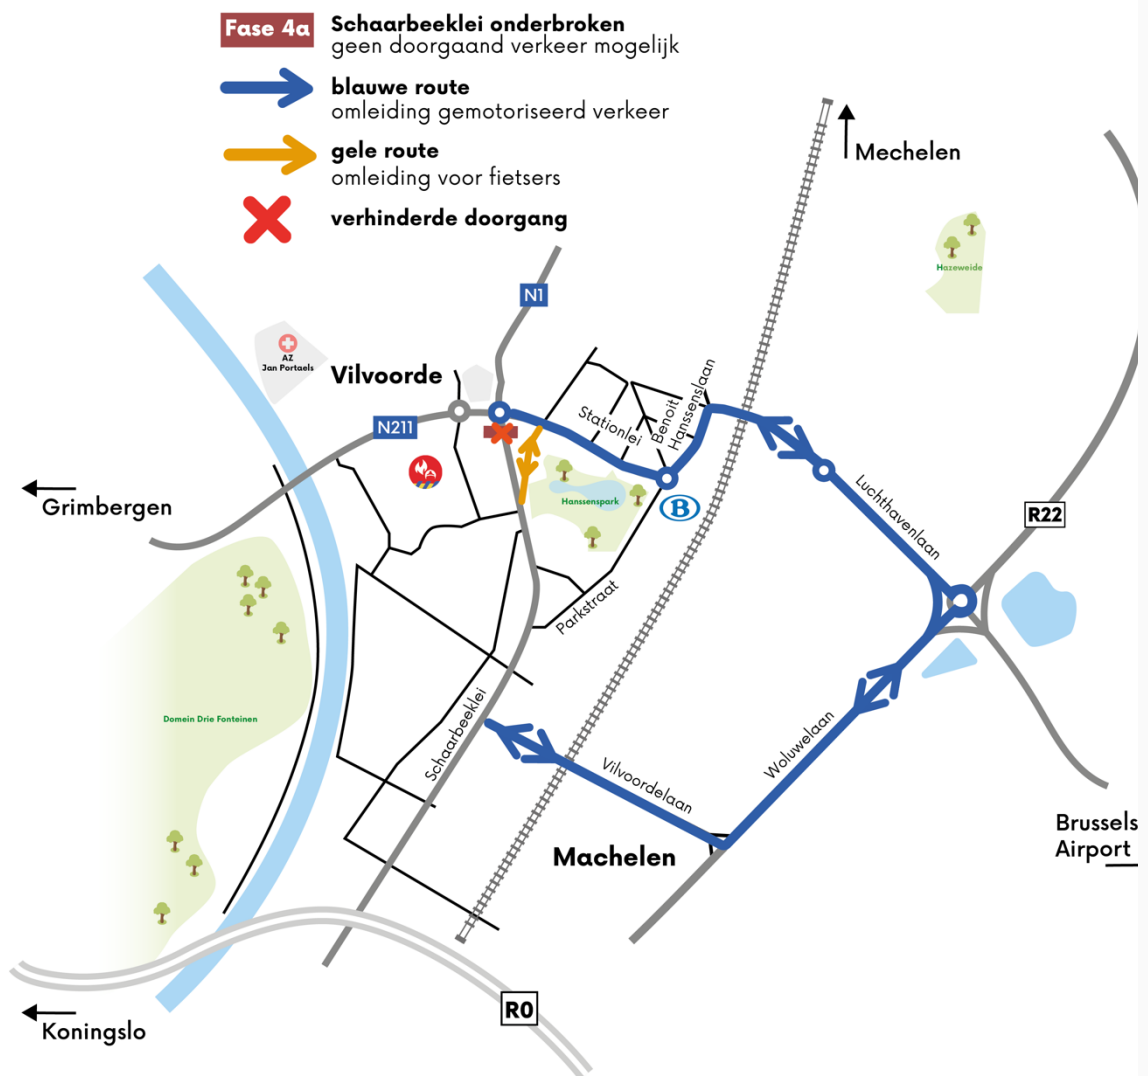 Fase 4a
Schaarbeeklei onderbroken
geen doorgaand verkeer mogelijk
blauwe route
omleiding gemotoriseerd verkeer
gele route
omleiding voor fietsers
verhinderde doorgang
Mechelen
Hazeweide
N1
AZ
Jan Portaels
Vilvoorde
N211
Stationlei
Benoit
Hanssenslaan
Grimbergen
Hanssenspark
B
Luchthavenlaan
R22
Parkstraat
Domein Drie Fonteinen
Schaarbeeklei
Vilvoordelaan
Woluwelaan
Machelen
Brussels
Airport
R0
Koningslo